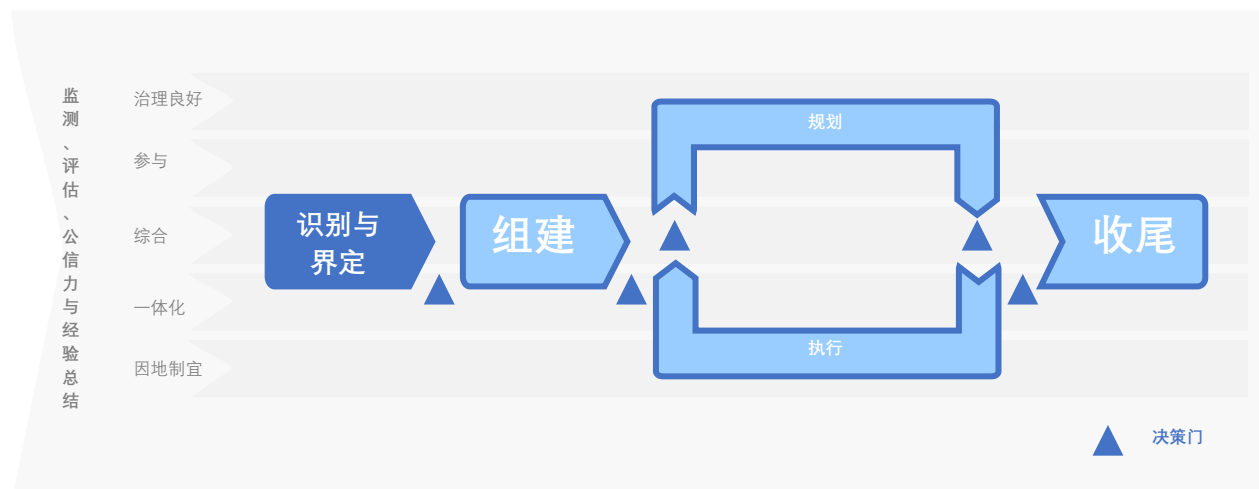 监测、评估、公信力与经验总结
治理良好
参与
综合
一体化
因地制宜
识别与
界定
组建
规划
执行
收尾
决策门